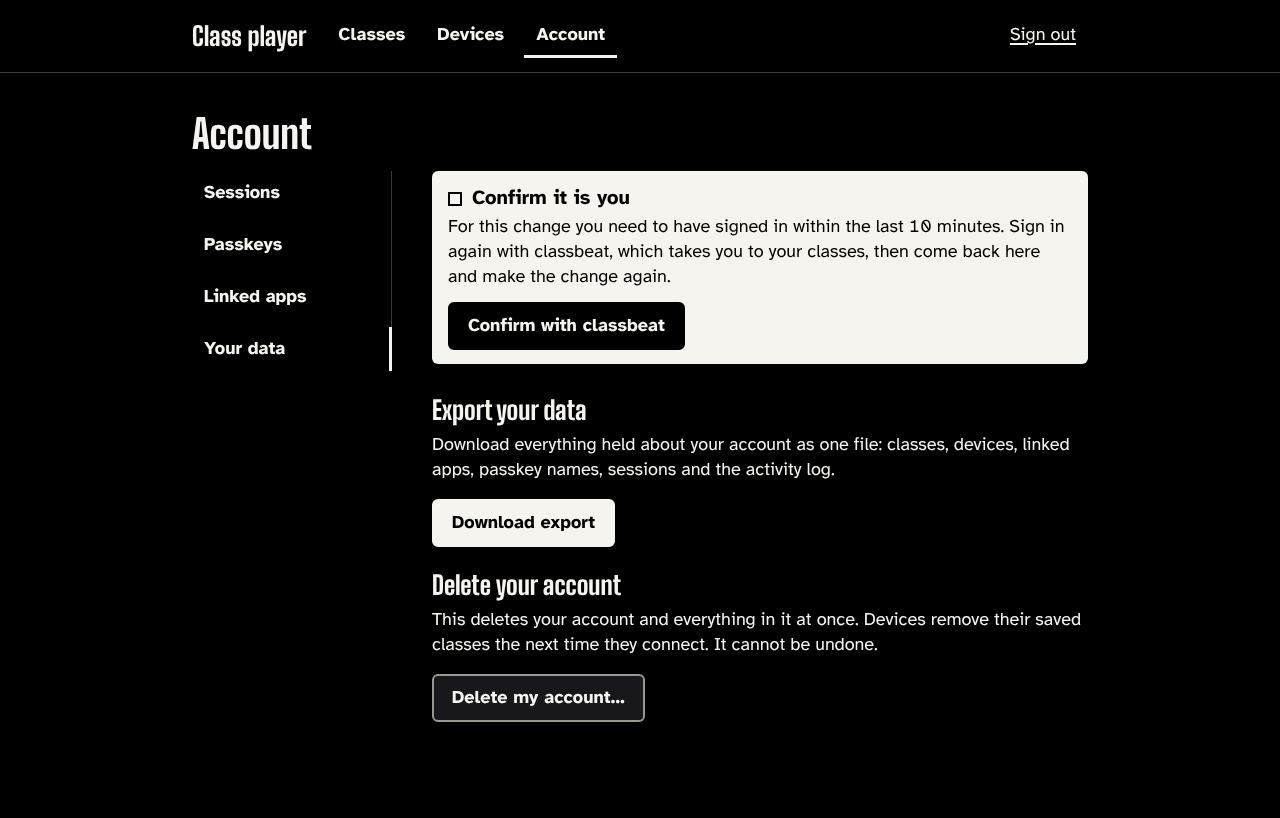 Class player
Classes
Devices
Account
Sign out
Account
Sessions
Passkeys
Linked apps
Your data
Confirm it is you
For this change you need to have signed in within the last 10 minutes. Sign in
again with classbeat, which takes you to your classes, then come back here
and make the change again.
Confirm with classbeat
Export your data
Download everything held about your account as one file: classes, devices, linked
apps, passkey names, sessions and the activity log.
Download export
Delete your account
This deletes your account and everything in it at once. Devices remove their saved
classes the next time they connect. It cannot be undone.
Delete my account...